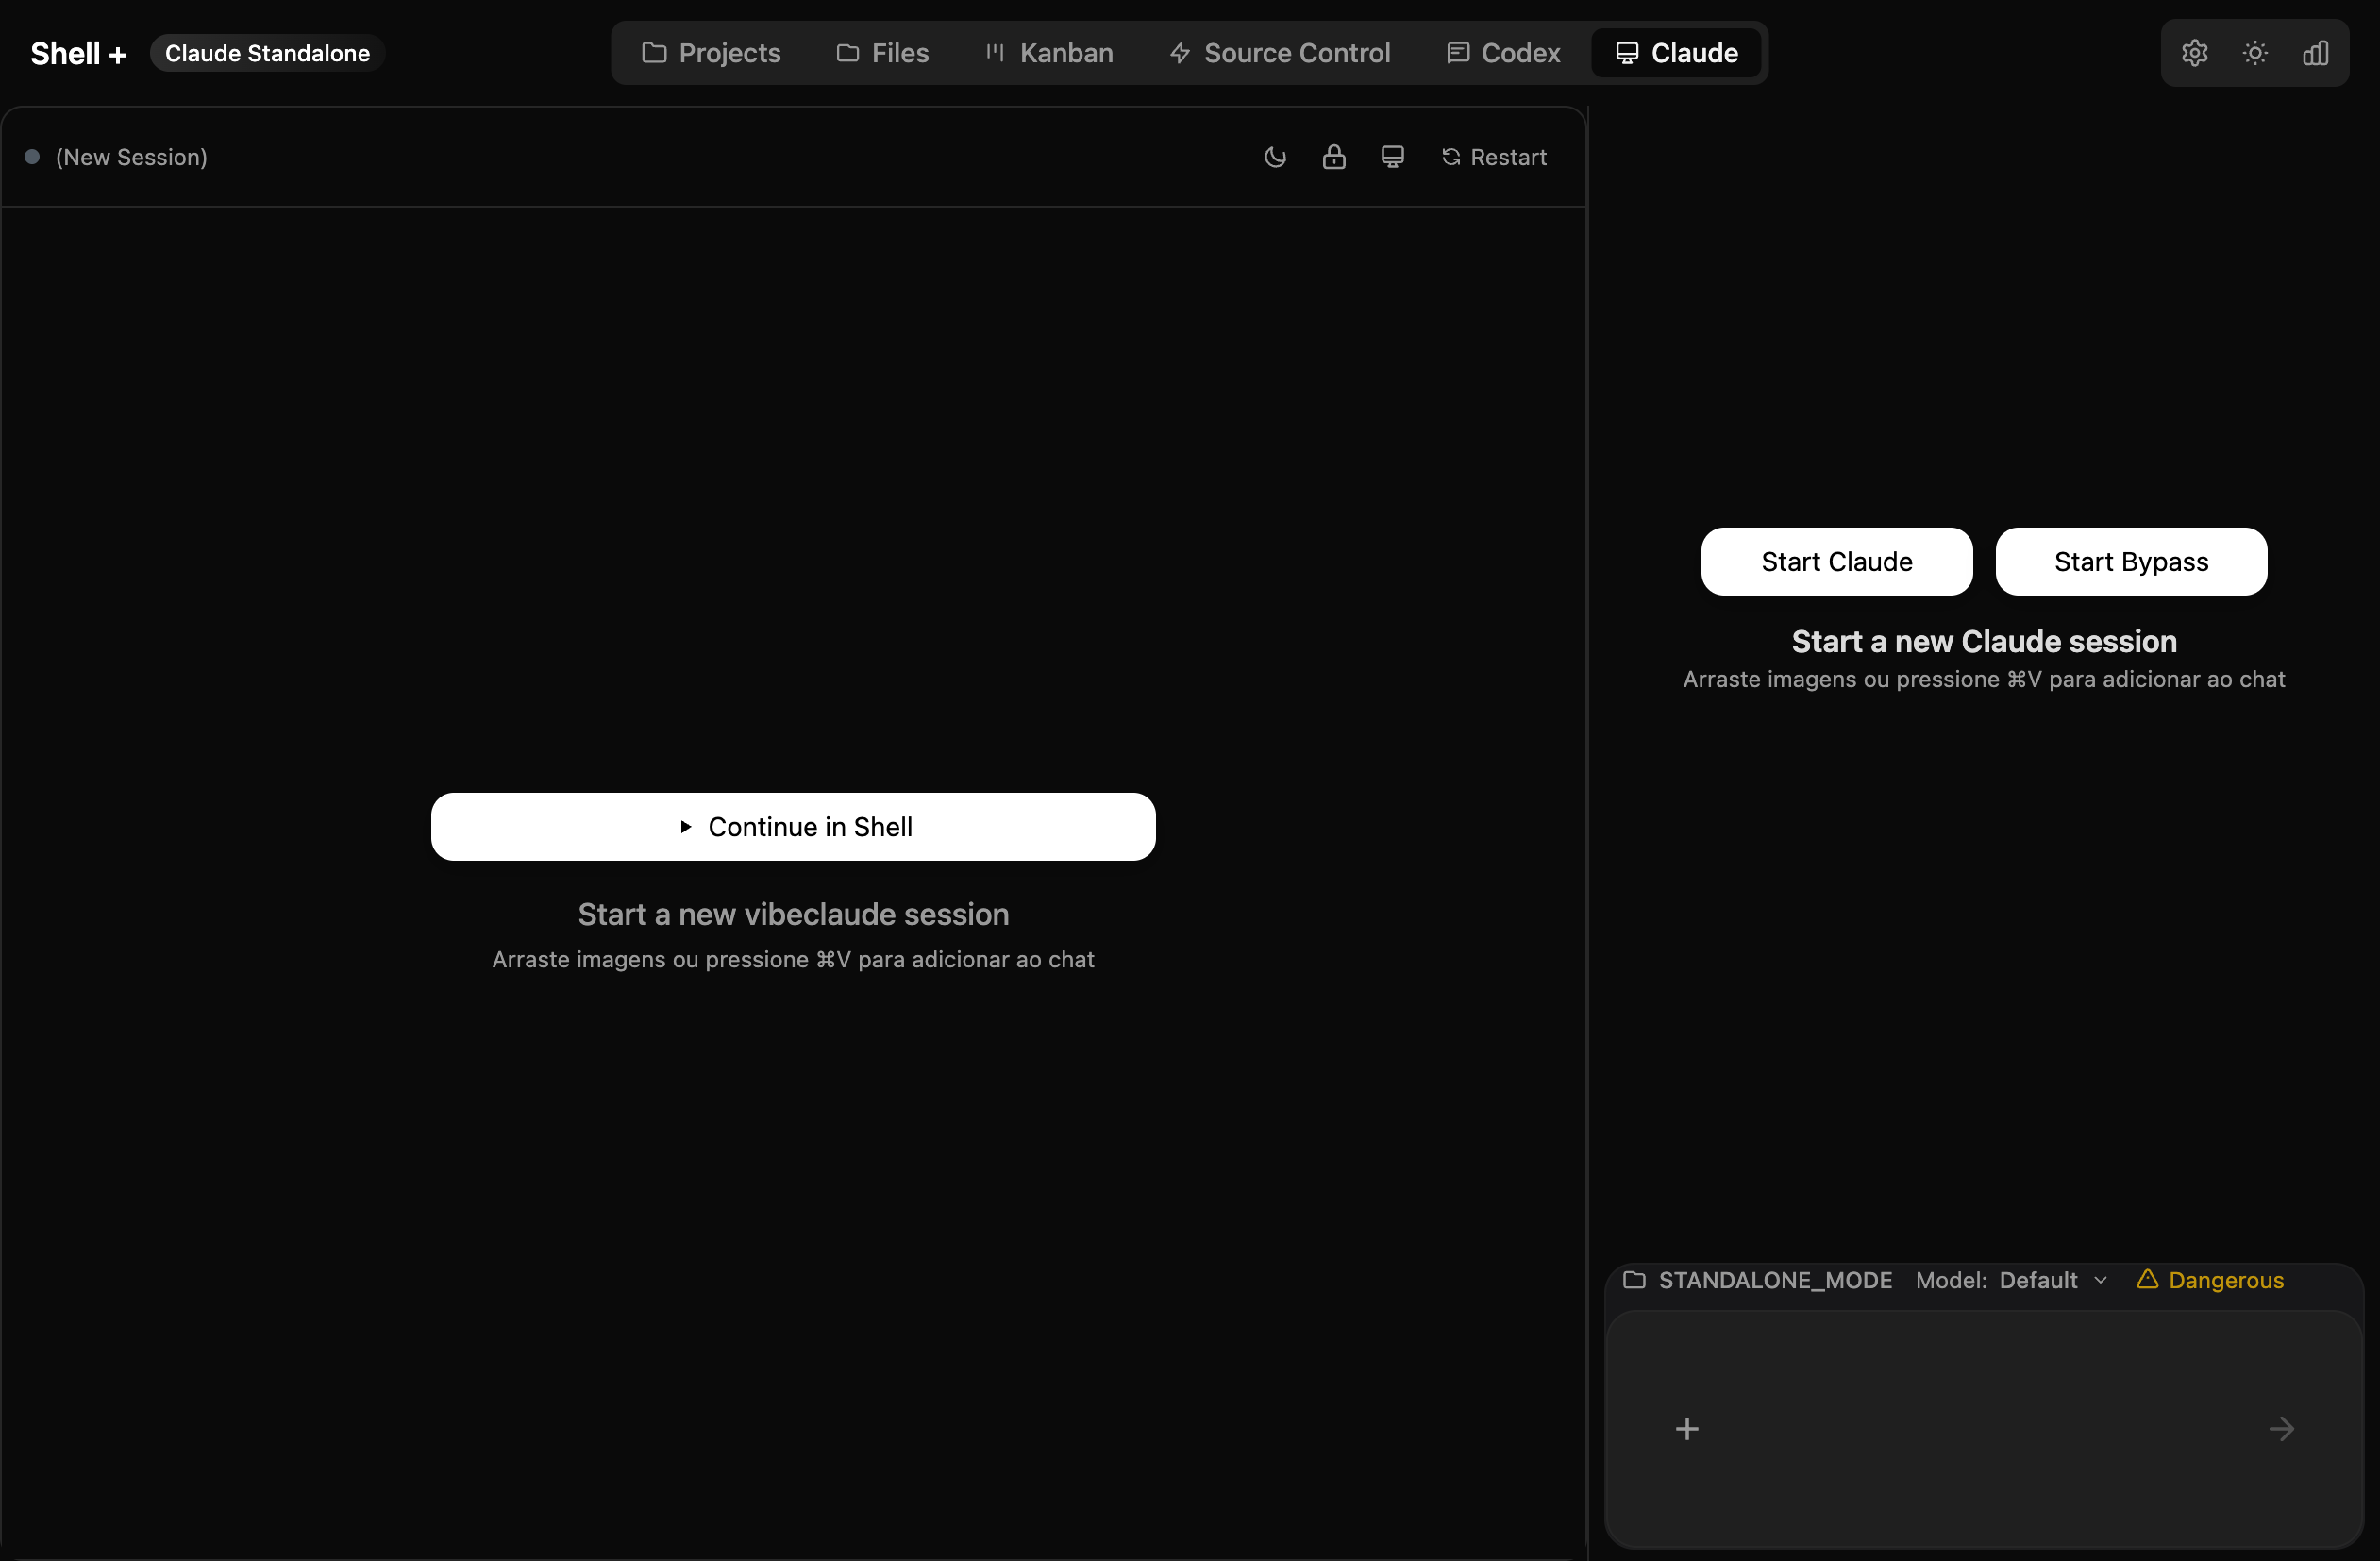 Shell + Claude Standalone Projects Files Kanban Source Control Codex Claude
(New Session) Restart
Continue in Shell
Start a new vibeclaude session
Arraste imagens ou pressione ⌘V para adicionar ao chat
Start Claude Start Bypass
Start a new Claude session
Arraste imagens ou pressione ⌘V para adicionar ao chat
STANDALONE_MODE Model: Default Dangerous